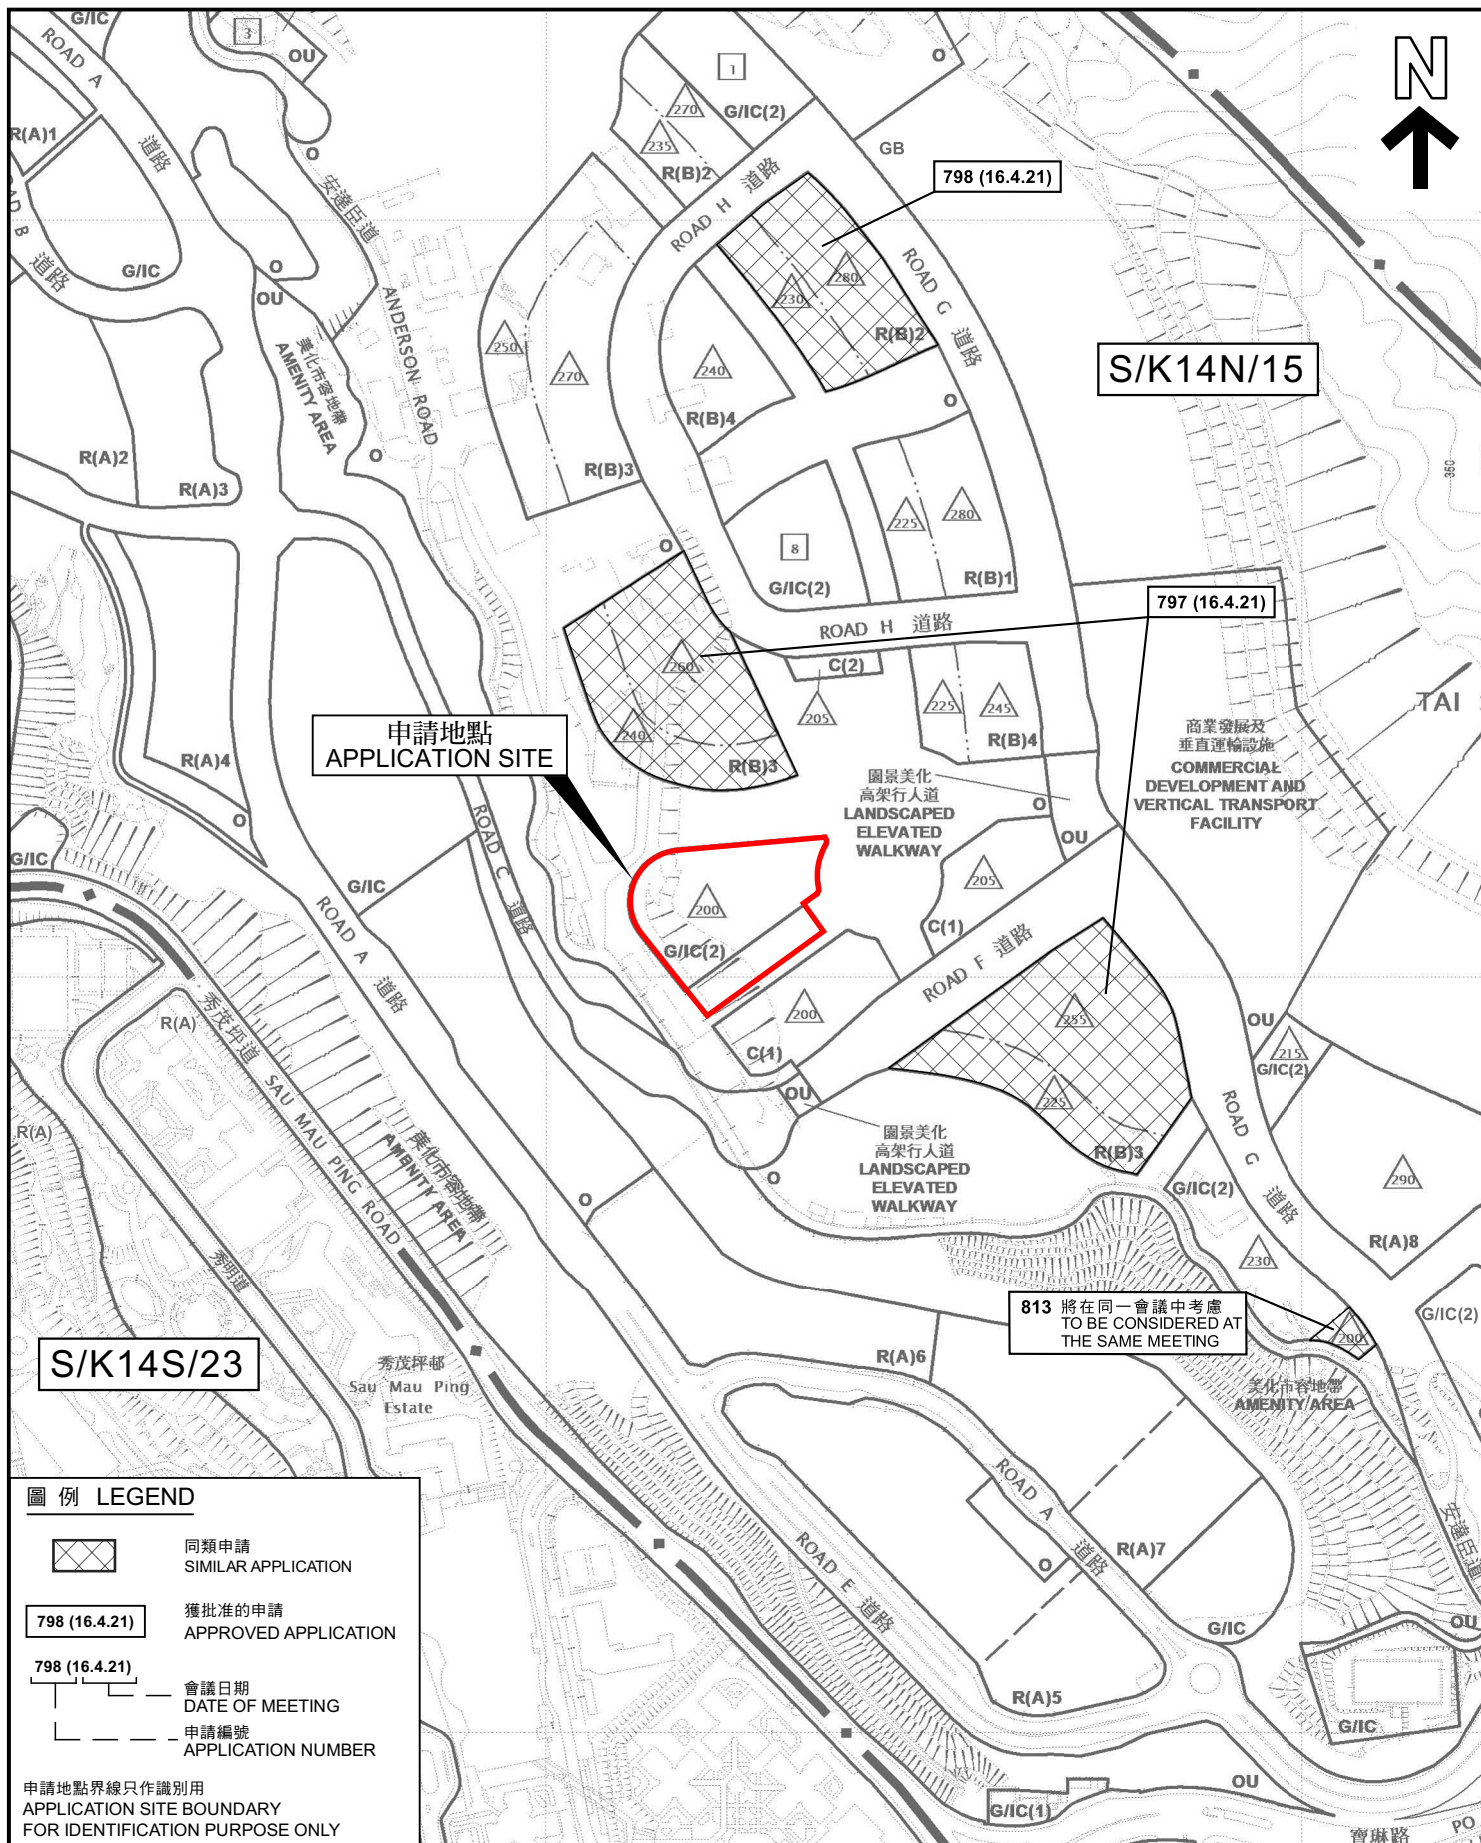 G/IC
3
OU
ROAD A 道路
R(A)1
ROAD B 道路
G/IC
O
安達臣道
ANDERSON ROAD
O
OU
美化市容地帶
AMENITY AREA
O
R(A)2
R(A)3
1
G/IC(2)
270
235
R(B)2
ROAD H 道路
O
GB
N
798 (16.4.21)
280
230
R(B)2
ROAD G 道路
S/K14N/15
250
270
R(B)3
240
R(B)4
O
225
280
R(B)1
8
G/IC(2)
350
O
ROAD H 道路
797 (16.4.21)
260
240
R(B)3
C(2)
205
225
245
R(B)4
TAI
商業發展及
垂直運輸設施
COMMERCIAL
DEVELOPMENT AND
VERTICAL TRANSPORT
FACILITY
申請地點
APPLICATION SITE
R(A)4
O
ROAD C 道路
G/IC
G/IC
園景美化
高架行人道
LANDSCAPED
ELEVATED
WALKWAY
O
OU
205
C(1)
200
G/IC(2)
ROAD A 道路
ROAD F 道路
200
C(1)
OU
255
225
R(B)3
OU
215
G/IC(2)
R(A)
秀茂坪道 SAU MAU PING ROAD
R(A)
美化市容地帶
AMENITY AREA
園景美化
高架行人道
LANDSCAPED
ELEVATED
WALKWAY
O
O
ROAD G 道路
G/IC(2)
290
R(A)8
230
秀明道
813 將在同一會議中考慮
TO BE CONSIDERED AT
THE SAME MEETING
200
G/IC(2)
S/K14S/23
秀茂坪邨
Sau Mau Ping
Estate
R(A)6
美化市容地帶
AMENITY AREA
ROAD A 道路
O
R(A)7
安達臣道
ROAD E 道路
G/IC
OU
R(A)5
G/IC
OU
G/IC(1)
寶琳路
PO
圖 例 LEGEND
同類申請
SIMILAR APPLICATION
798 (16.4.21)
獲批准的申請
APPROVED APPLICATION
798 (16.4.21)
會議日期
DATE OF MEETING
申請編號
APPLICATION NUMBER
申請地點界線只作識別用
APPLICATION SITE BOUNDARY
FOR IDENTIFICATION PURPOSE ONLY